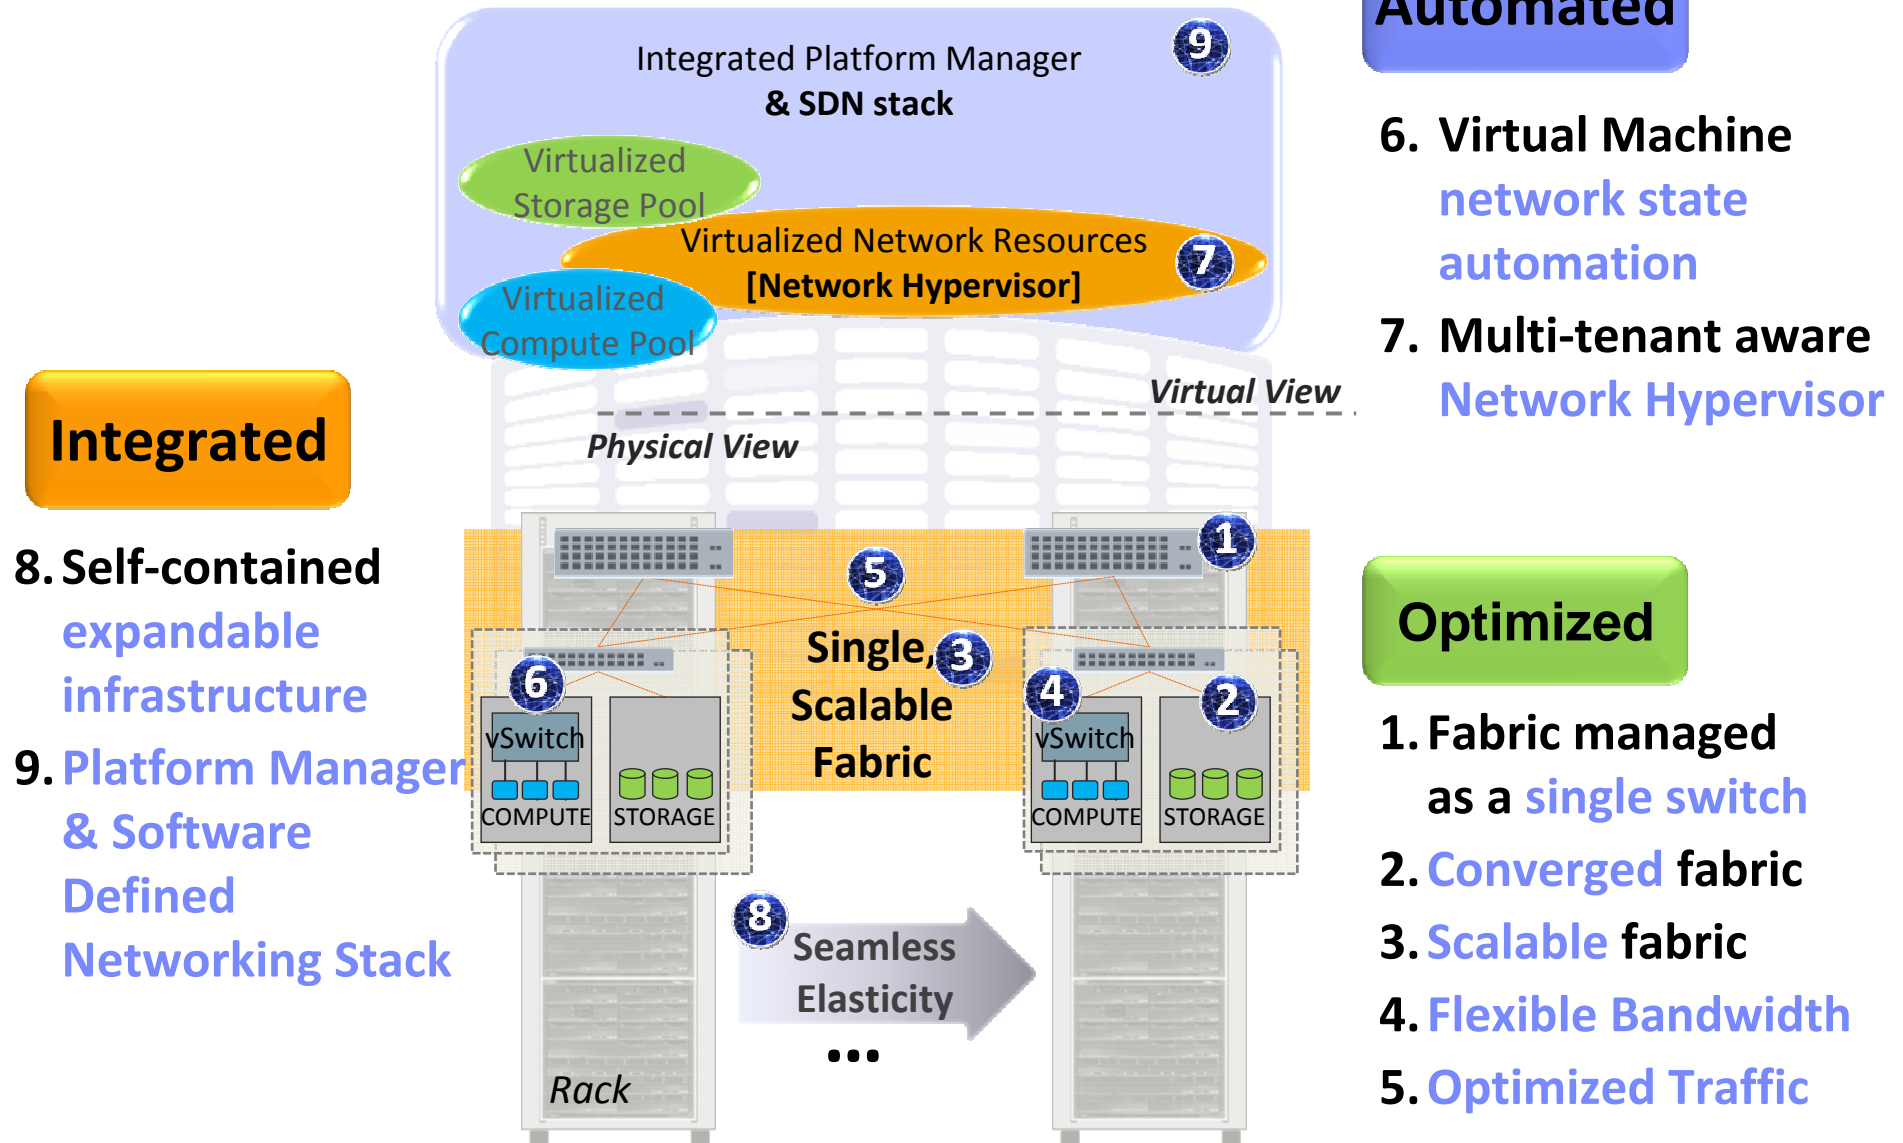 Automated
Integrated Platform Manager
& SDN stack
9
Virtualized
Storage Pool
Virtualized Network Resources
[Network Hypervisor]
7
Virtualized
Compute Pool
Virtual View
Physical View
6. Virtual Machine
network state
automation
7. Multi-tenant aware
Network Hypervisor
Integrated
8. Self-contained
expandable
infrastructure
9. Platform Manager
& Software
Defined
Networking Stack
1
5
Single,
Scalable
Fabric
3
6
vSwitch
COMPUTE
STORAGE
4
2
vSwitch
COMPUTE
STORAGE
8
Seamless
Elasticity
...
Rack
Optimized
1. Fabric managed
as a single switch
2. Converged fabric
3. Scalable fabric
4. Flexible Bandwidth
5. Optimized Traffic